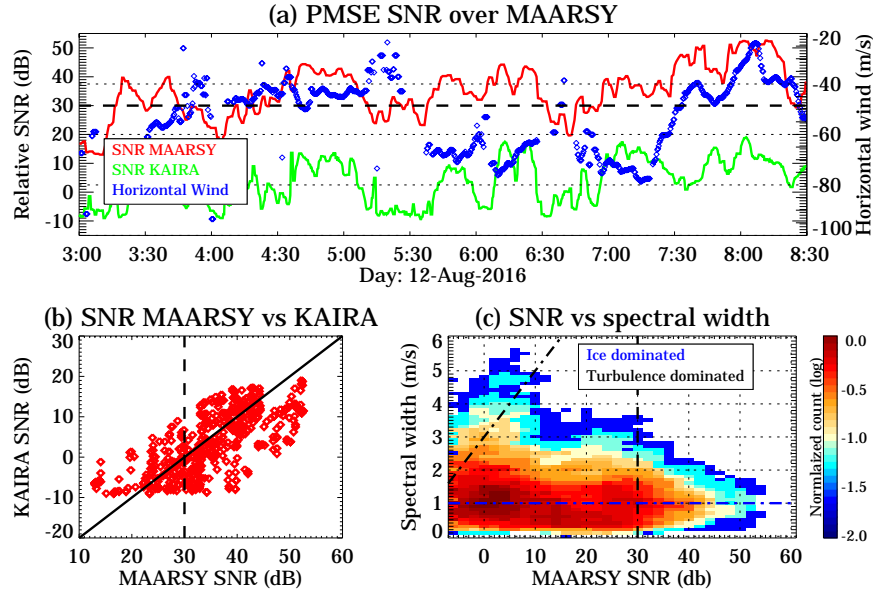 (a) PMSE SNR over MAARSY
Relative SNR (dB)
50
40
30
20
10
0
-10
SNR MAARSY
SNR KAIRA
Horizontal Wind
-20
-40
-60
-80
-100
Horizontal wind (m/s)
3:00 3:30 4:00 4:30 5:00 5:30 6:00 6:30 7:00 7:30 8:00 8:30
Day: 12-Aug-2016
(b) SNR MAARSY vs KAIRA
KAIRA SNR (dB)
30
20
10
0
-10
-20
10 20 30 40 50 60
MAARSY SNR (dB)
(c) SNR vs spectral width
Spectral width (m/s)
6
5
4
3
2
1
0
Ice dominated
Turbulence dominated
0 10 20 30 40 50 60
MAARSY SNR (db)
Normlatized count (log)
0.0
-0.5
-1.0
-1.5
-2.0